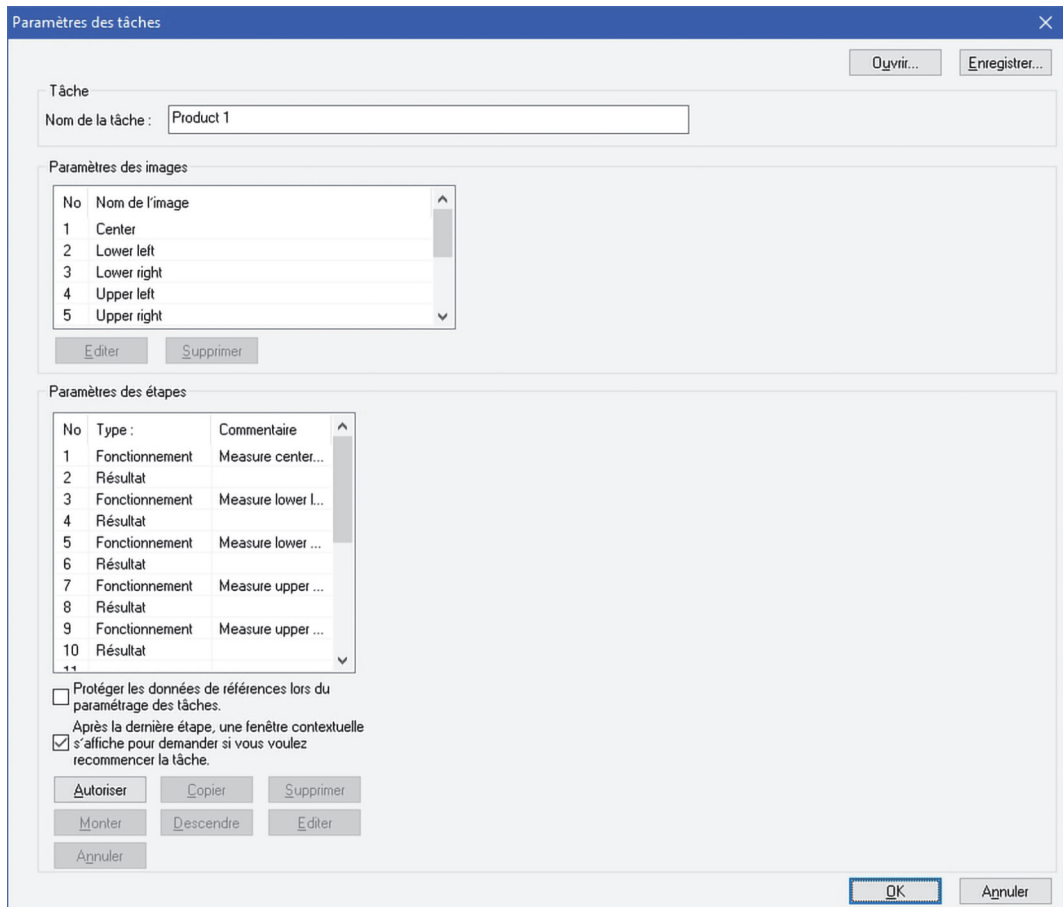 Paramètres des tâches
Ouvrir... Enregistrer...
Tâche
Nom de la tâche : Product 1
Paramètres des images
No Nom de l'image
1 Center
2 Lower left
3 Lower right
4 Upper left
5 Upper right
Editer Supprimer
Paramètres des étapes
No Type : Commentaire
1 Fonctionnement Measure center...
2 Résultat
3 Fonctionnement Measure lower l...
4 Résultat
5 Fonctionnement Measure lower ...
6 Résultat
7 Fonctionnement Measure upper ...
8 Résultat
9 Fonctionnement Measure upper ...
10 Résultat
11
Protéger les données de références lors du
paramétrage des tâches.
Après la dernière étape, une fenêtre contextuelle
s'affiche pour demander si vous voulez
recommencer la tâche.
Autoriser Copier Supprimer
Monter Descendre Editer
Annuler
OK Annuler